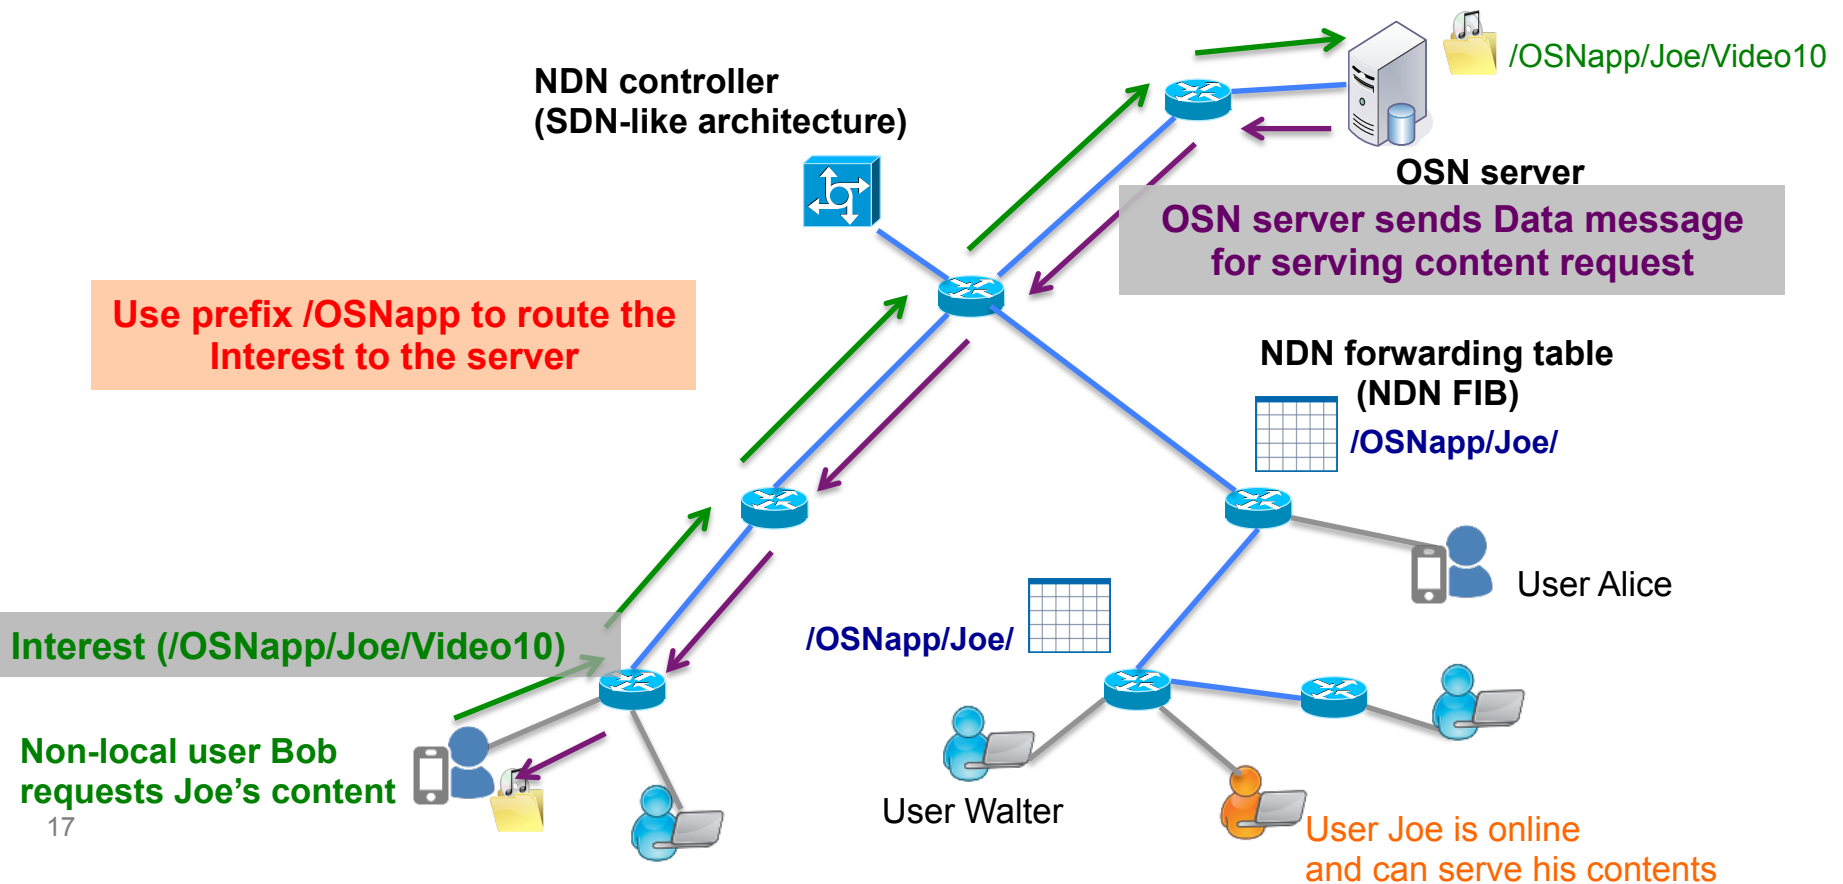 /OSNapp/Joe/Video10
NDN controller
(SDN-like architecture)
OSN server
OSN server sends Data message
for serving content request
Use prefix /OSNapp to route the
Interest to the server
NDN forwarding table
(NDN FIB)
/OSNapp/Joe/
User Alice
Interest (/OSNapp/Joe/Video10)
/OSNapp/Joe/
Non-local user Bob
requests Joe’s content
User Walter
User Joe is online
and can serve his contents
17